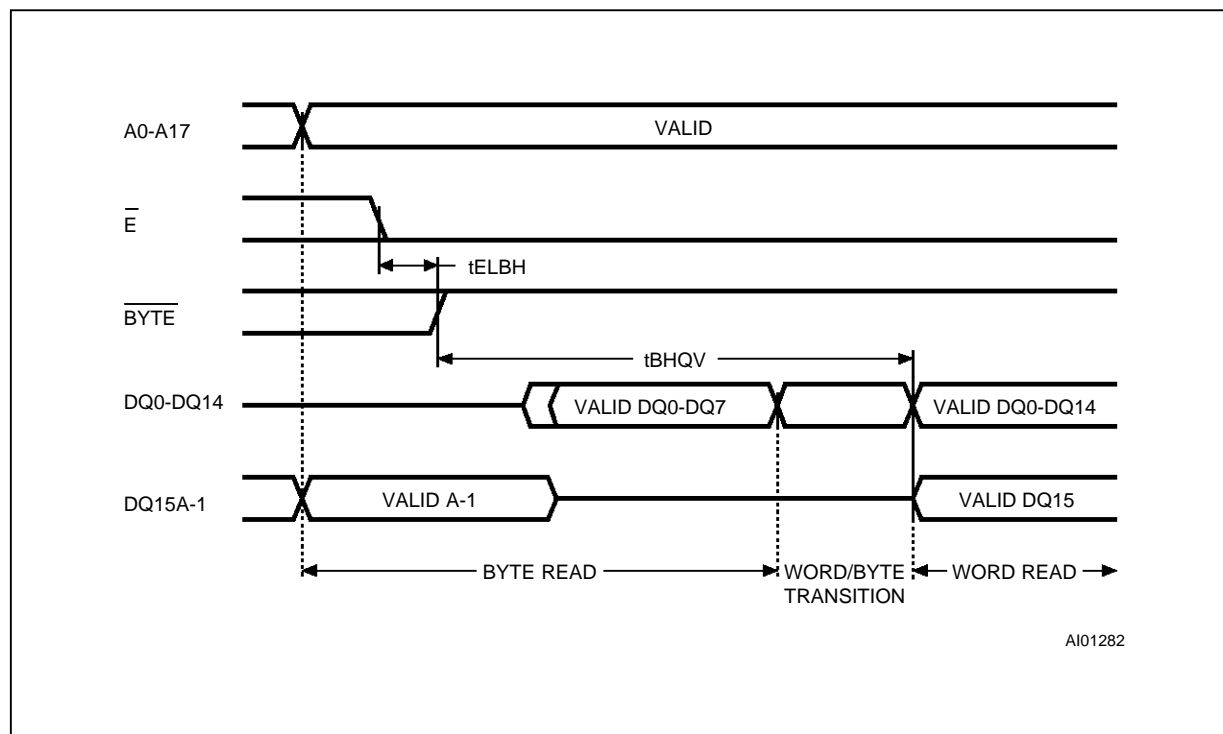 A0-A17
VALID
E̅
tELBH
B̅Y̅T̅E̅
tBHQV
DQ0-DQ14
VALID DQ0-DQ7
VALID DQ0-DQ14
DQ15A-1
VALID A-1
VALID DQ15
BYTE READ
WORD/BYTE
TRANSITION
WORD READ
AI01282